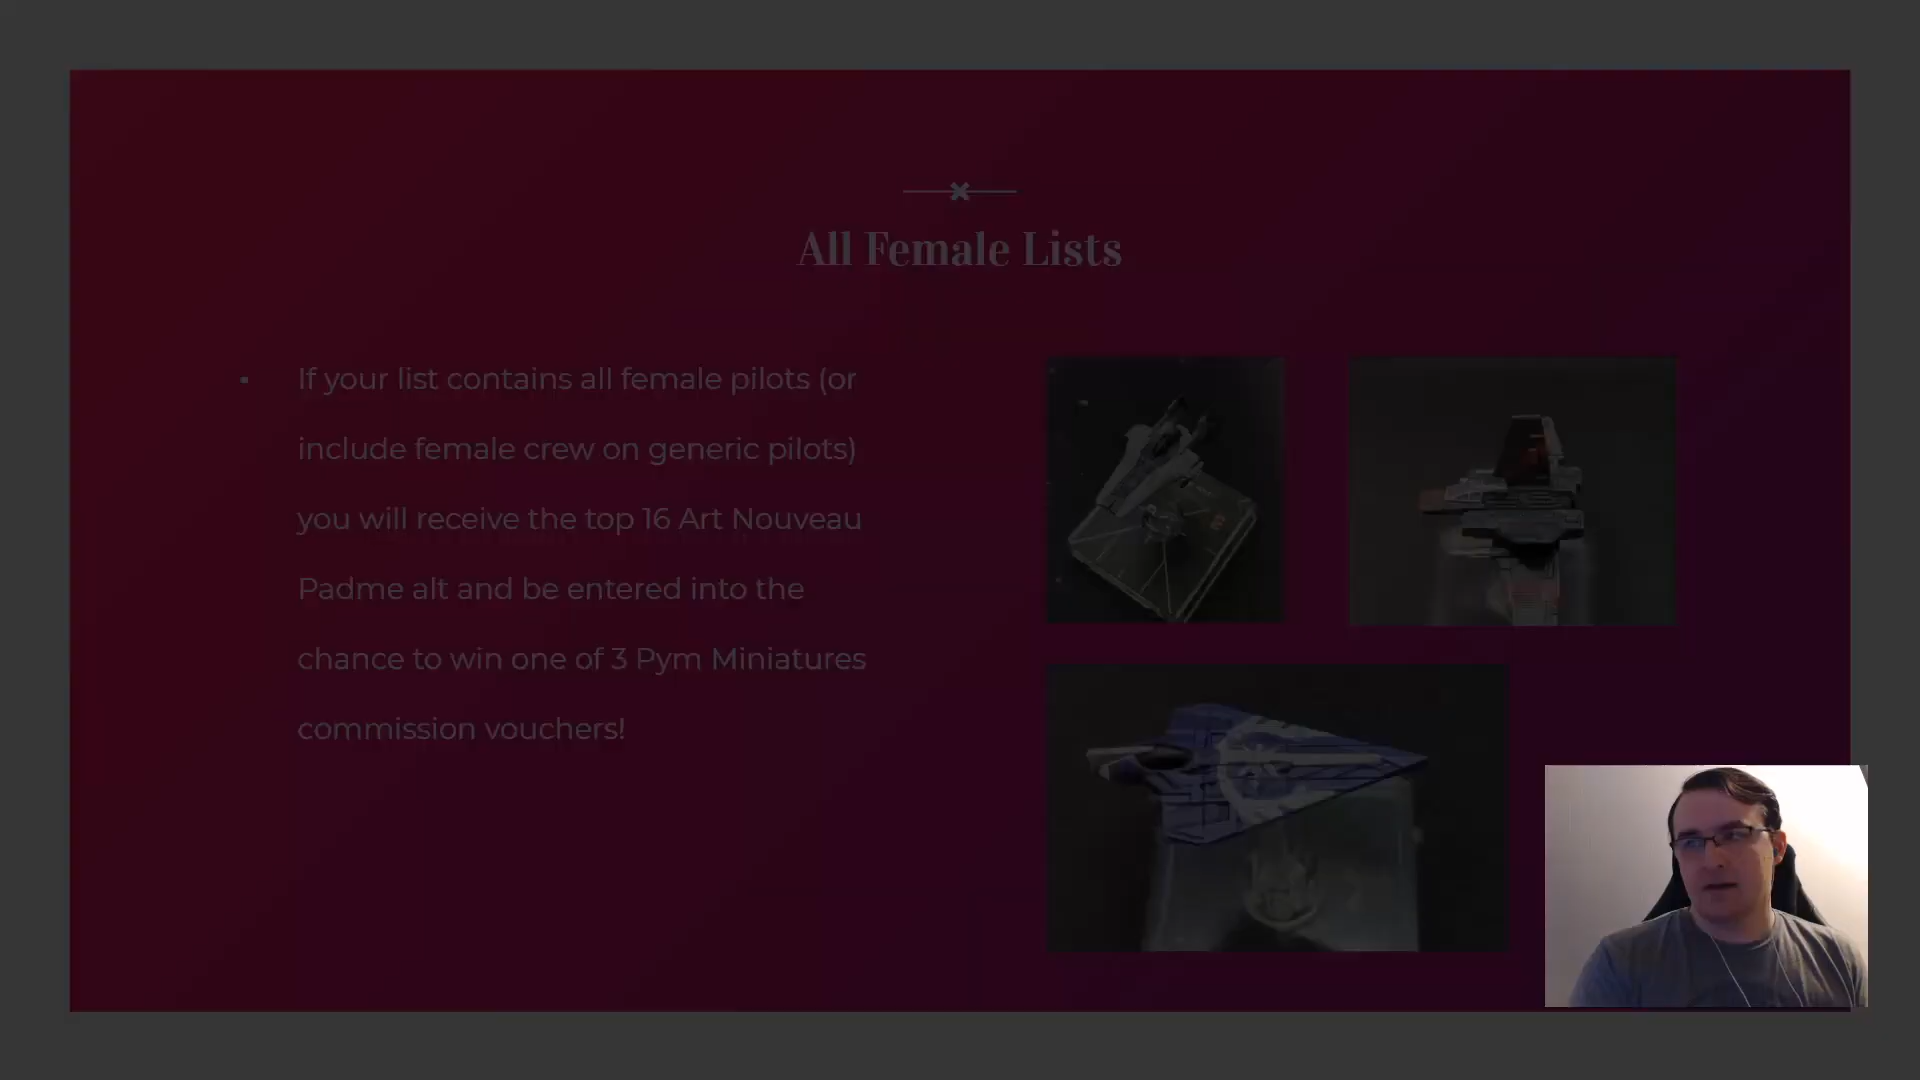 All Female Lists
If your list contains all female pilots (or
include female crew on generic pilots)
you will receive the top 16 Art Nouveau
Padme alt and be entered into the
chance to win one of 3 Pym Miniatures
commission vouchers!